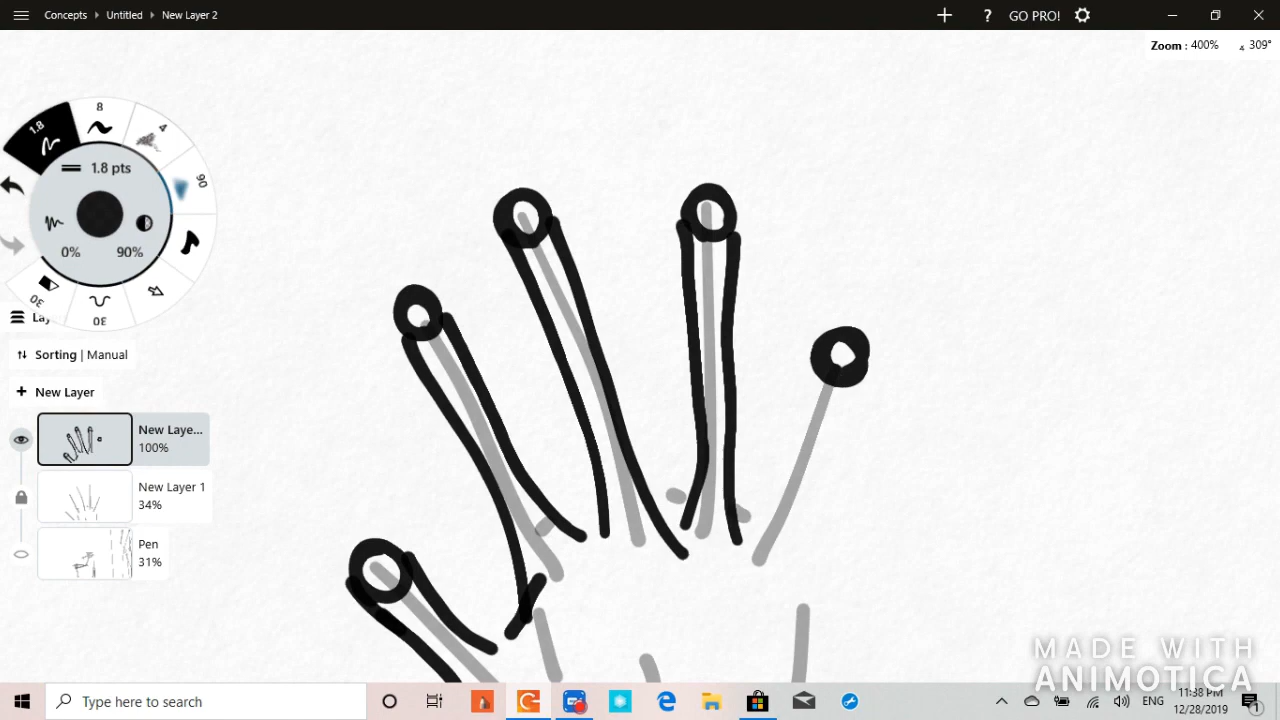 Concepts > Untitled > New Layer 2
+ ? GO PRO!
Zoom : 400% 309°
8
1.8
4
90
1.8 pts
0% 90%
30
30
Lay
Sorting | Manual
+ New Layer
New Laye...
100%
New Layer 1
34%
Pen
31%
MADE WITH
ANIMOTICA
Type here to search
ENG
11:38 PM
12/28/2019
1